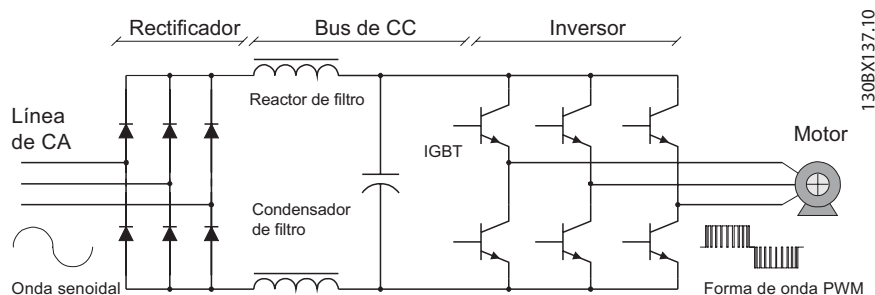 Rectificador
Bus de CC
Inversor
130BX137.10
Reactor de filtro
Línea
de CA
IGBT
Motor
Condensador
de filtro
Onda senoidal
Forma de onda PWM